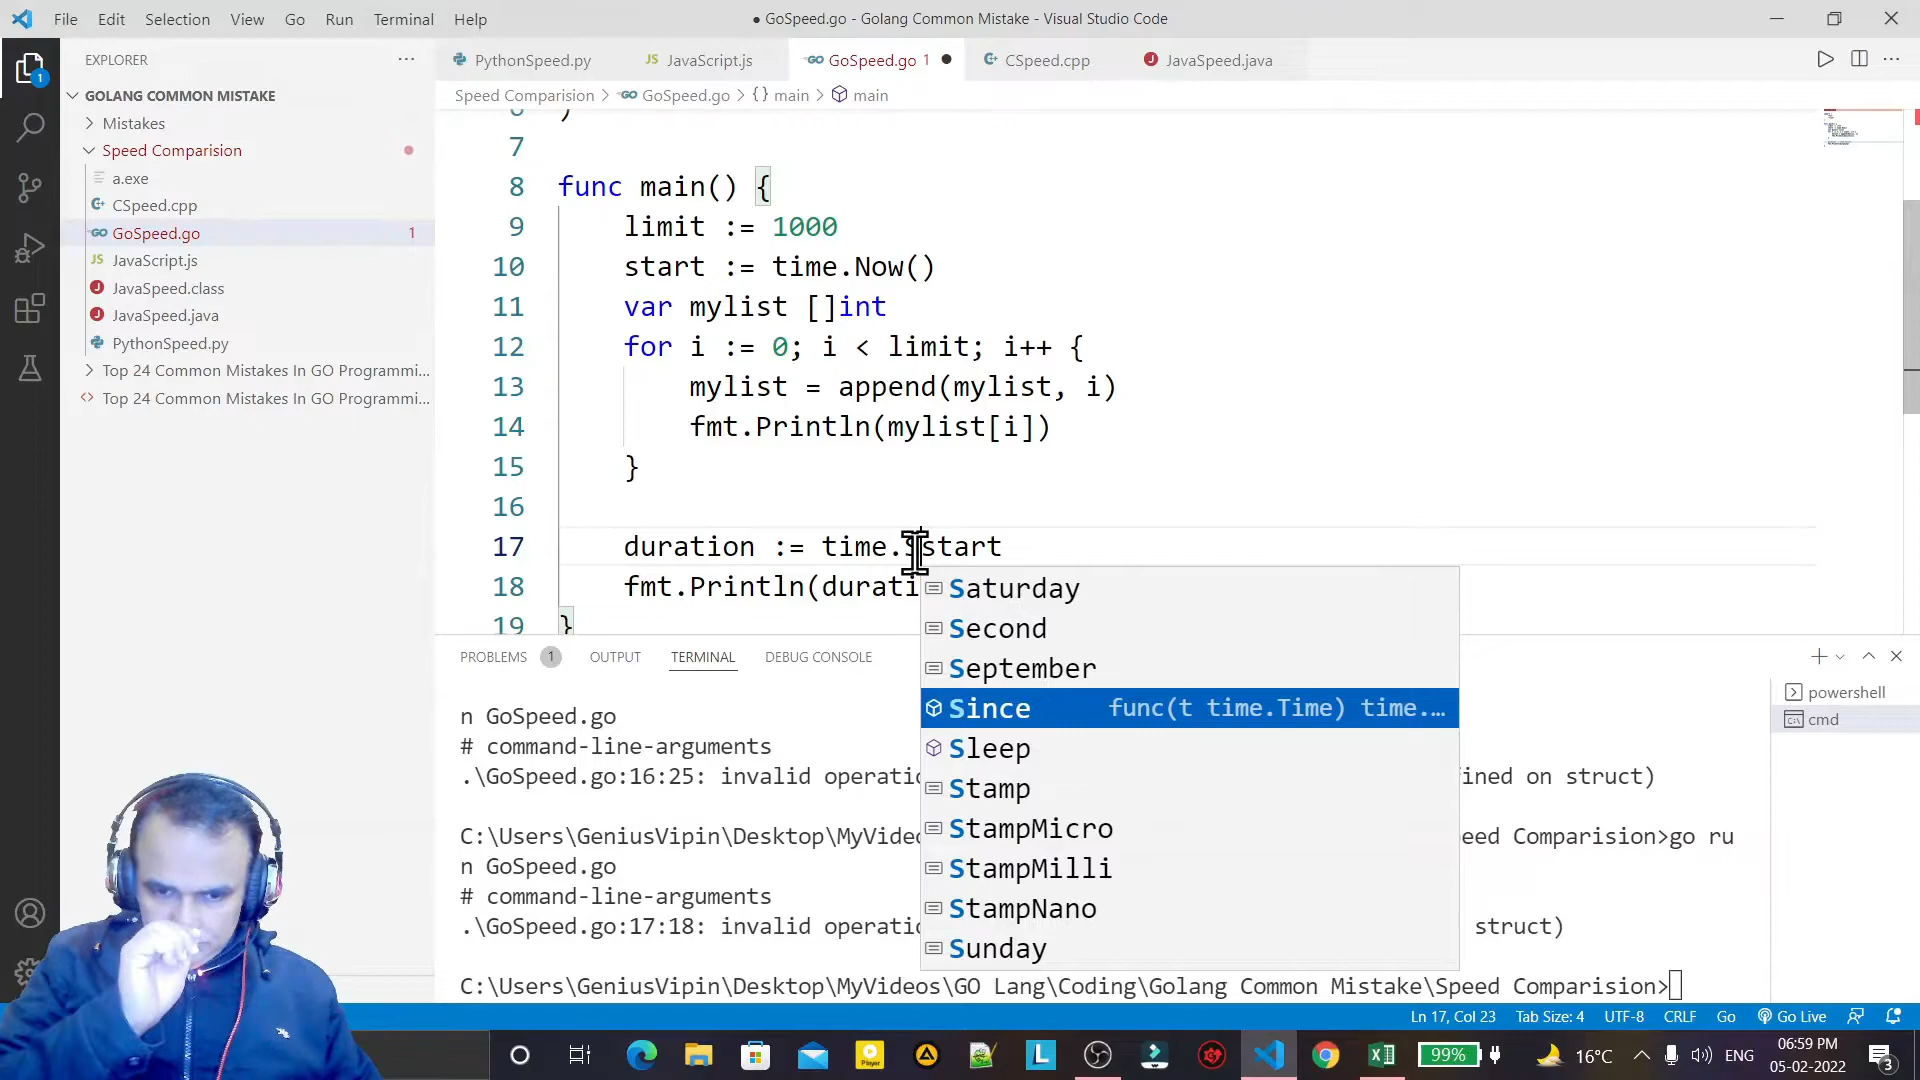 File Edit Selection View Go Run Terminal Help
● GoSpeed.go - Golang Common Mistake - Visual Studio Code
EXPLORER
PythonSpeed.py JS JavaScript.js GoSpeed.go 1 CSpeed.cpp JavaSpeed.java
Speed Comparision > GoSpeed.go > {} main > main
1
GOLANG COMMON MISTAKE
Mistakes
Speed Comparision
a.exe
CSpeed.cpp
GoSpeed.go 1
JS JavaScript.js
JavaSpeed.class
JavaSpeed.java
PythonSpeed.py
Top 24 Common Mistakes In GO Programmi...
Top 24 Common Mistakes In GO Programmi...
6 )
7
8 func main() {
9 limit := 1000
10 start := time.Now()
11 var mylist []int
12 for i := 0; i < limit; i++ {
13 mylist = append(mylist, i)
14 fmt.Println(mylist[i])
15 }
16
17 duration := time.Sstart
18 fmt.Println(durati
19 }
Saturday
Second
September
Since func(t time.Time) time.…
Sleep
Stamp
StampMicro
StampMilli
StampNano
Sunday
PROBLEMS 1 OUTPUT TERMINAL DEBUG CONSOLE
powershell
cmd
n GoSpeed.go
# command-line-arguments
.\GoSpeed.go:16:25: invalid operatio ined on struct)
C:\Users\GeniusVipin\Desktop\MyVideos eed Comparision>go ru
n GoSpeed.go
# command-line-arguments
.\GoSpeed.go:17:18: invalid operatio struct)
C:\Users\GeniusVipin\Desktop\MyVideos\GO Lang\Coding\Golang Common Mistake\Speed Comparision>
Ln 17, Col 23 Tab Size: 4 UTF-8 CRLF Go Go Live
Player L 99% 16°C ENG 06:59 PM
05-02-2022 3